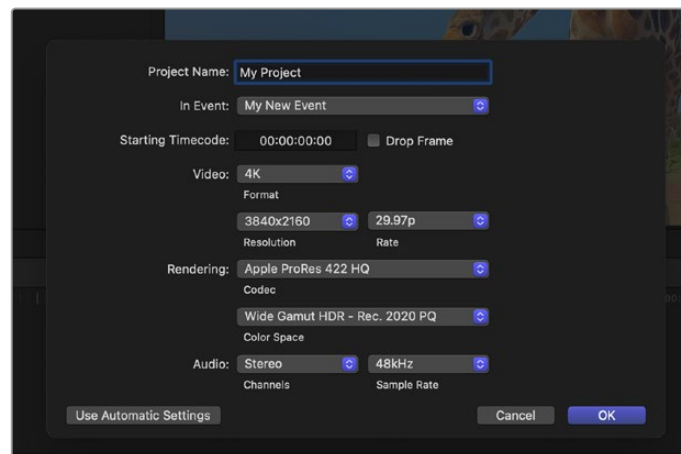 Project Name: My Project
In Event: My New Event
Starting Timecode: 00:00:00:00 Drop Frame
Video: 4K
Format
3840x2160 29.97p
Resolution Rate
Rendering: Apple ProRes 422 HQ
Codec
Wide Gamut HDR - Rec. 2020 PQ
Color Space
Audio: Stereo 48kHz
Channels Sample Rate
Use Automatic Settings Cancel OK